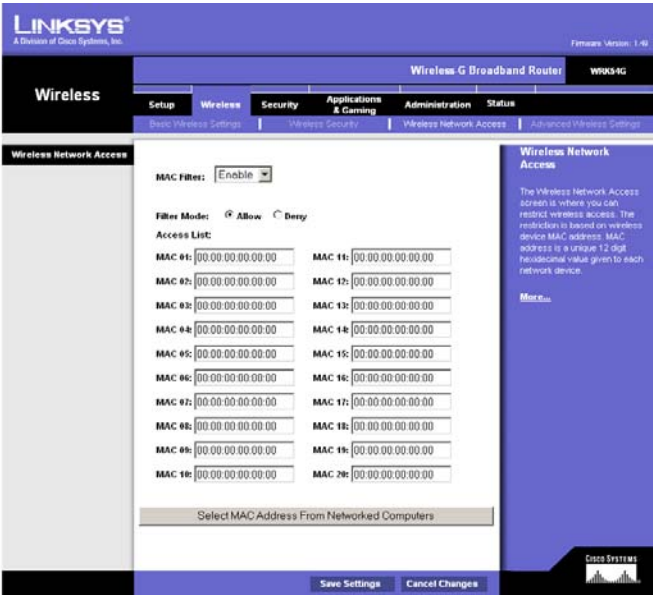 LINKSYS®
A Division of Cisco Systems, Inc.
Firmware Version: 1.49
Wireless-G Broadband Router
WRK54G
Wireless
Setup
Wireless
Security
Applications & Gaming
Administration
Status
Basic Wireless Settings
Wireless Security
Wireless Network Access
Advanced Wireless Settings
Wireless Network Access
MAC Filter: Enable
Filter Mode: Allow Deny
Access List:
MAC 01: 00:00:00:00:00:00 MAC 11: 00:00:00:00:00:00
MAC 02: 00:00:00:00:00:00 MAC 12: 00:00:00:00:00:00
MAC 03: 00:00:00:00:00:00 MAC 13: 00:00:00:00:00:00
MAC 04: 00:00:00:00:00:00 MAC 14: 00:00:00:00:00:00
MAC 05: 00:00:00:00:00:00 MAC 15: 00:00:00:00:00:00
MAC 06: 00:00:00:00:00:00 MAC 16: 00:00:00:00:00:00
MAC 07: 00:00:00:00:00:00 MAC 17: 00:00:00:00:00:00
MAC 08: 00:00:00:00:00:00 MAC 18: 00:00:00:00:00:00
MAC 09: 00:00:00:00:00:00 MAC 19: 00:00:00:00:00:00
MAC 10: 00:00:00:00:00:00 MAC 20: 00:00:00:00:00:00
Select MAC Address From Networked Computers
Wireless Network
Access
The Wireless Network Access
screen is where you can
restrict wireless access. The
restriction is based on wireless
device MAC address. MAC
address is a unique 12 digit
hexidecimal value given to each
network device.
More...
Save Settings
Cancel Changes
CISCO SYSTEMS